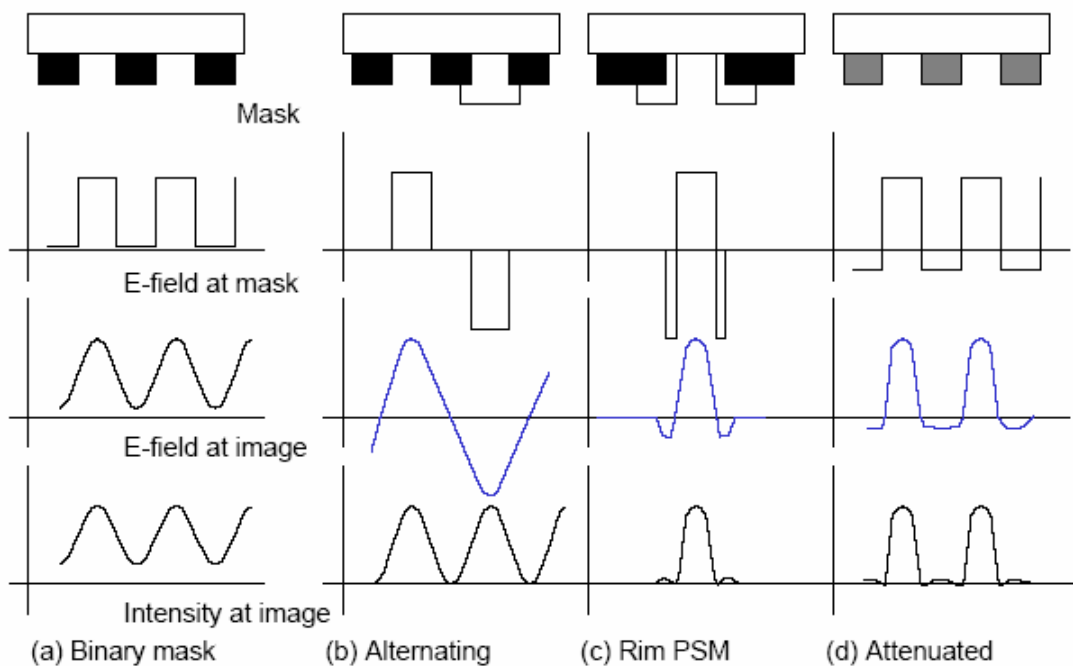 Mask
E-field at mask
E-field at image
Intensity at image
(a) Binary mask
(b) Alternating
(c) Rim PSM
(d) Attenuated